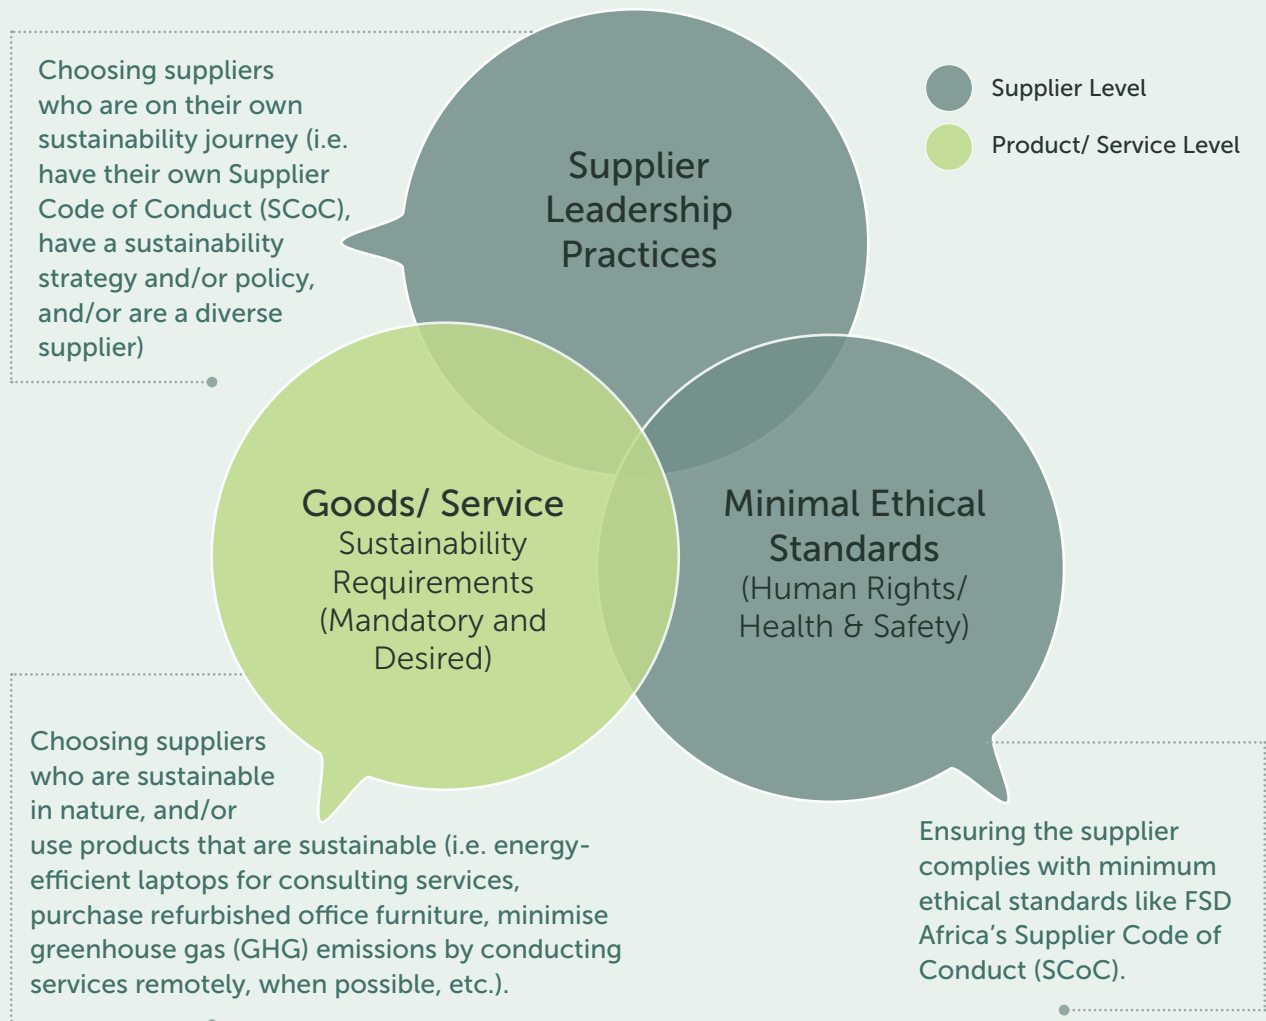 Choosing suppliers
who are on their own
sustainability journey (i.e.
have their own Supplier
Code of Conduct (SCoC),
have a sustainability
strategy and/or policy,
and/or are a diverse
supplier)
Supplier
Leadership
Practices
Supplier Level
Product/ Service Level
Goods/ Service
Sustainability
Requirements
(Mandatory and
Desired)
Minimal Ethical
Standards
(Human Rights/
Health & Safety)
Choosing suppliers
who are sustainable
in nature, and/or
use products that are sustainable (i.e. energy-
efficient laptops for consulting services,
purchase refurbished office furniture, minimise
greenhouse gas (GHG) emissions by conducting
services remotely, when possible, etc.).
Ensuring the supplier
complies with minimum
ethical standards like FSD
Africa’s Supplier Code of
Conduct (SCoC).